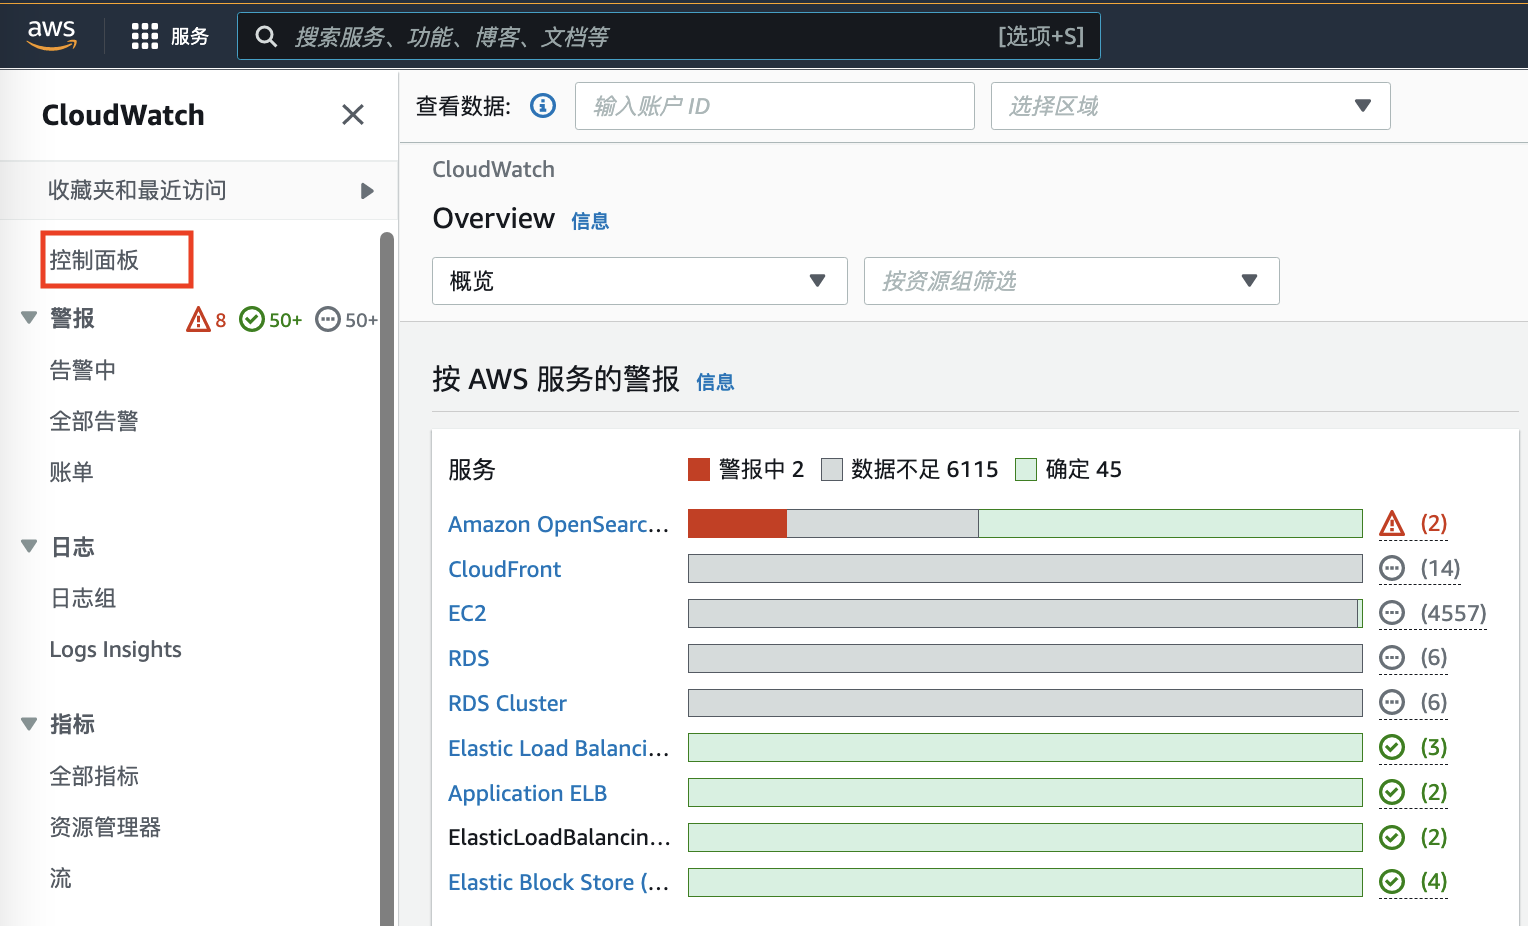 aws 服务 搜索服务、功能、博客、文档等 [选项+S]
CloudWatch
收藏夹和最近访问
控制面板
警报 8 50+ 50+
告警中
全部告警
账单
日志
日志组
Logs Insights
指标
全部指标
资源管理器
流
查看数据: 输入账户 ID 选择区域
CloudWatch
Overview 信息
概览 按资源组筛选
按 AWS 服务的警报 信息
服务 警报中 2 数据不足 6115 确定 45
Amazon OpenSearc... (2)
CloudFront (14)
EC2 (4557)
RDS (6)
RDS Cluster (6)
Elastic Load Balanci... (3)
Application ELB (2)
ElasticLoadBalancin... (2)
Elastic Block Store (... (4)